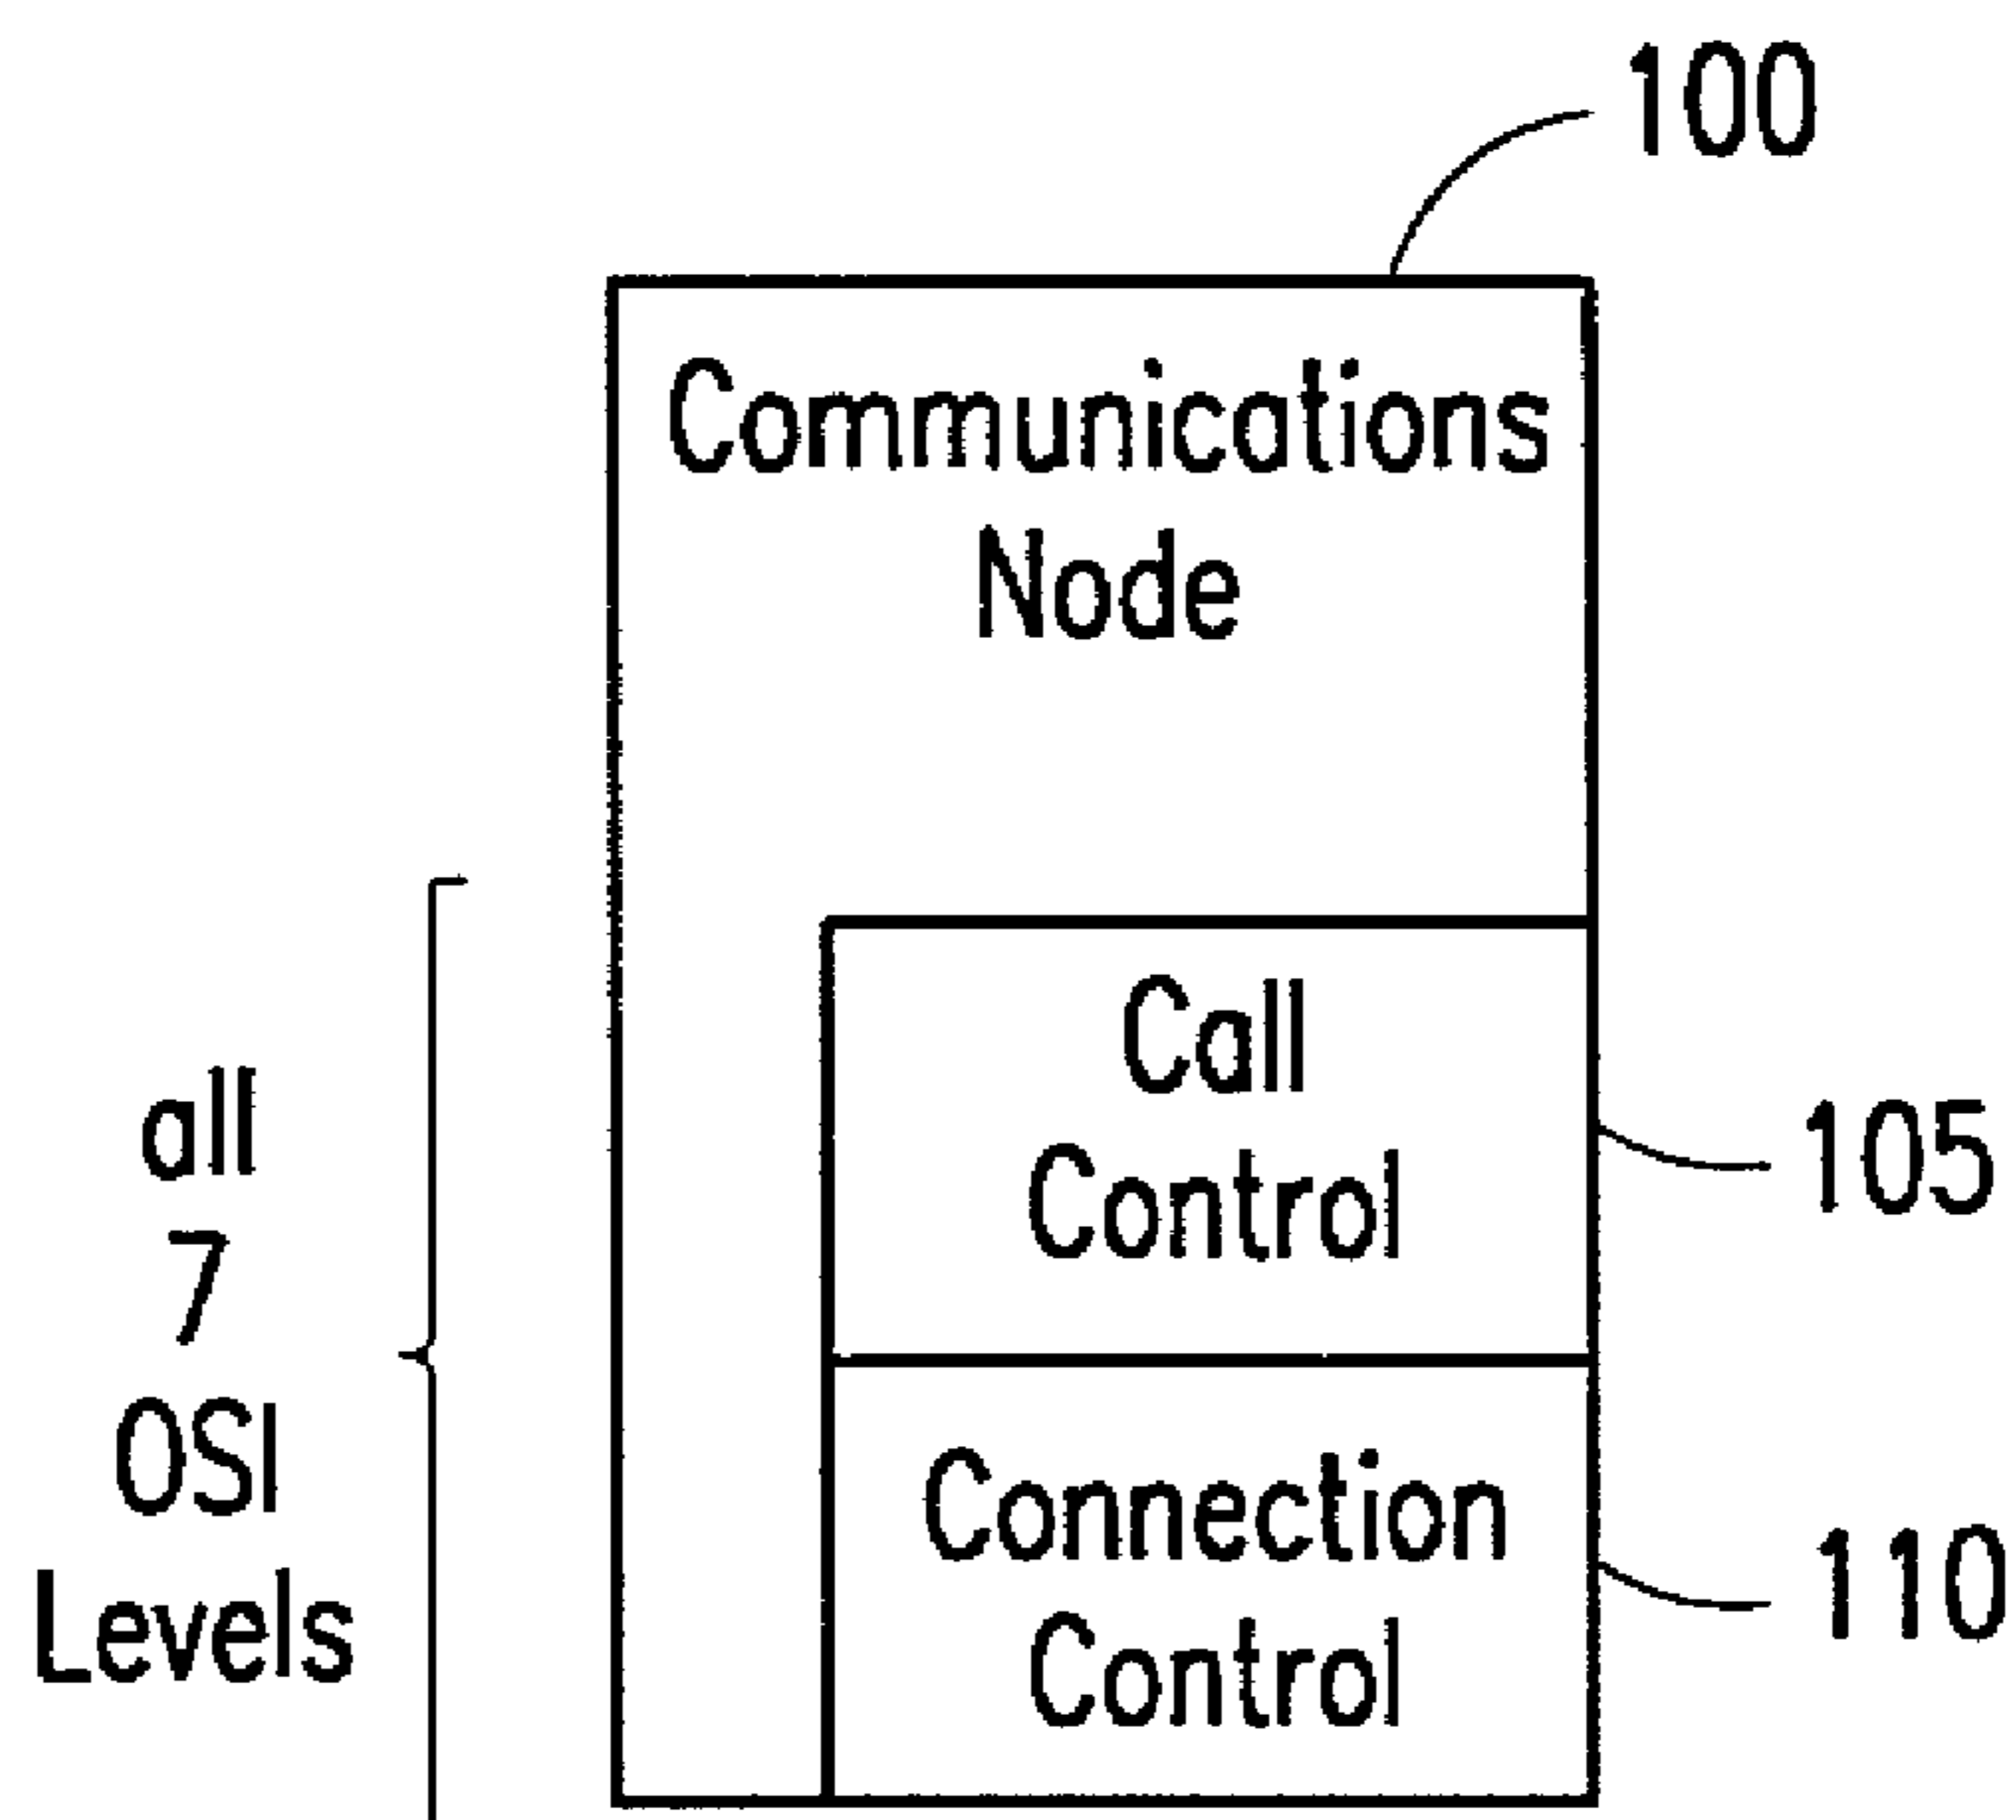 100
Communications
Node
Call
Control
105
all
7
OSI
Levels
Connection
Control
110